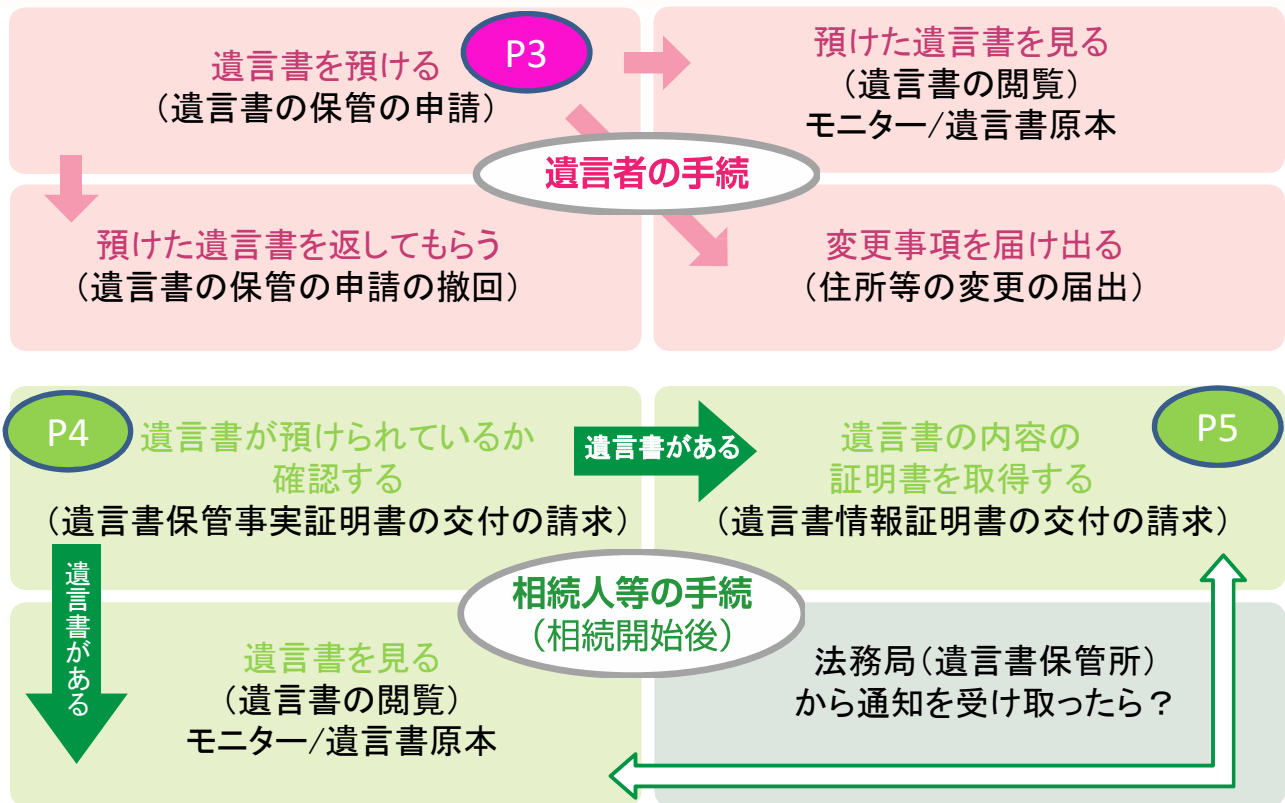 遺言書を預ける
(遺言書の保管の申請)
P3
預けた遺言書を見る
(遺言書の閲覧)
モニター/遺言書原本
遺言者の手続
預けた遺言書を返してもらう
(遺言書の保管の申請の撤回)
変更事項を届け出る
(住所等の変更の届出)
P4
遺言書が預けられているか
確認する
(遺言書保管事実証明書の交付の請求)
遺言書がある
P5
遺言書の内容の
証明書を取得する
(遺言書情報証明書の交付の請求)
遺言書がある
相続人等の手続
(相続開始後)
遺言書を見る
(遺言書の閲覧)
モニター/遺言書原本
法務局(遺言書保管所)
から通知を受け取ったら?